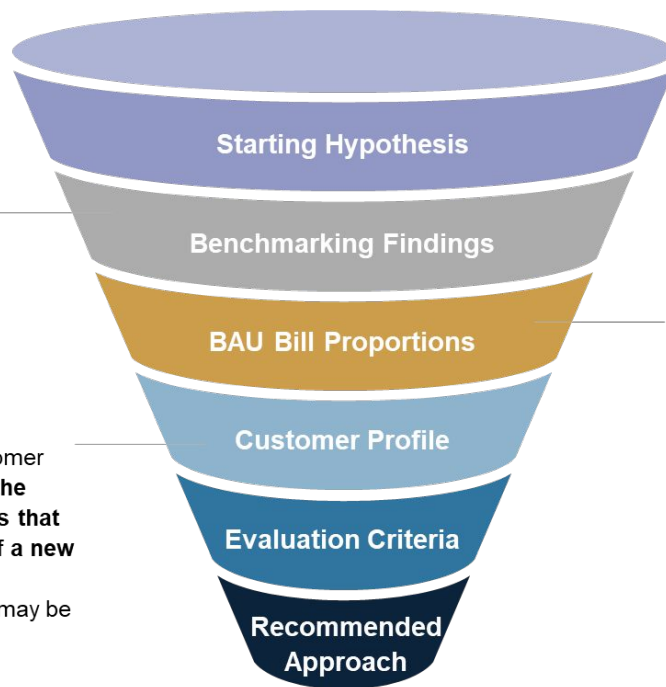 Starting Hypothesis
Benchmarking Findings
BAU Bill Proportions
Customer Profile
omer
he
s that
f a new
may be
Evaluation Criteria
Recommended
Approach